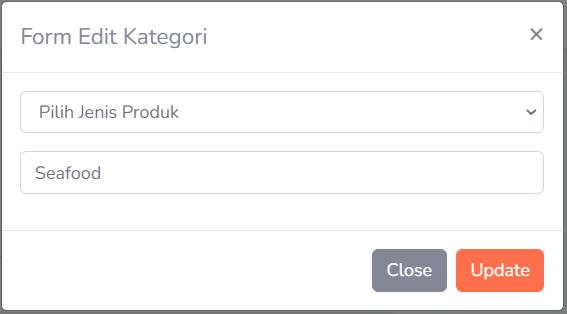 Form Edit Kategori
×
Pilih Jenis Produk
Seafood
Close
Update